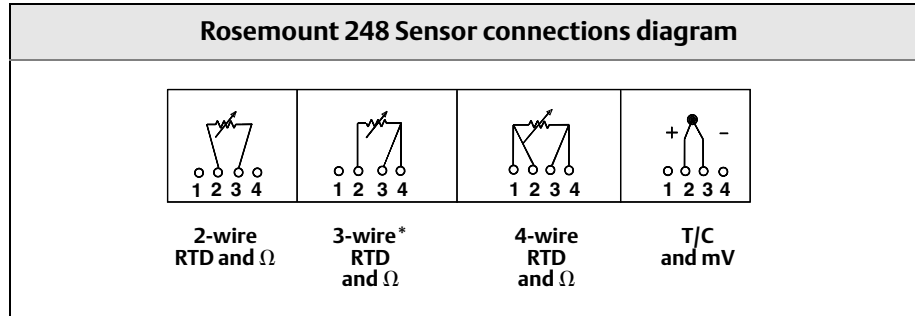 Rosemount 248 Sensor connections diagram
+ -
1 2 3 4 1 2 3 4 1 2 3 4 1 2 3 4
2-wire
RTD and Ω
3-wire*
RTD
and Ω
4-wire
RTD
and Ω
T/C
and mV